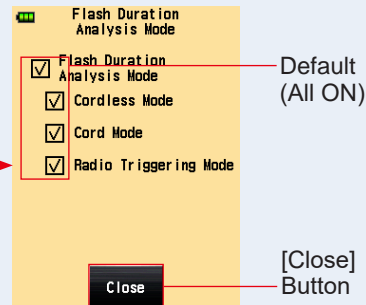 Flash Duration
Analysis Mode
Flash Duration
Analysis Mode
Cordless Mode
Cord Mode
Radio Triggering Mode
Close
Default
(All ON)
[Close]
Button